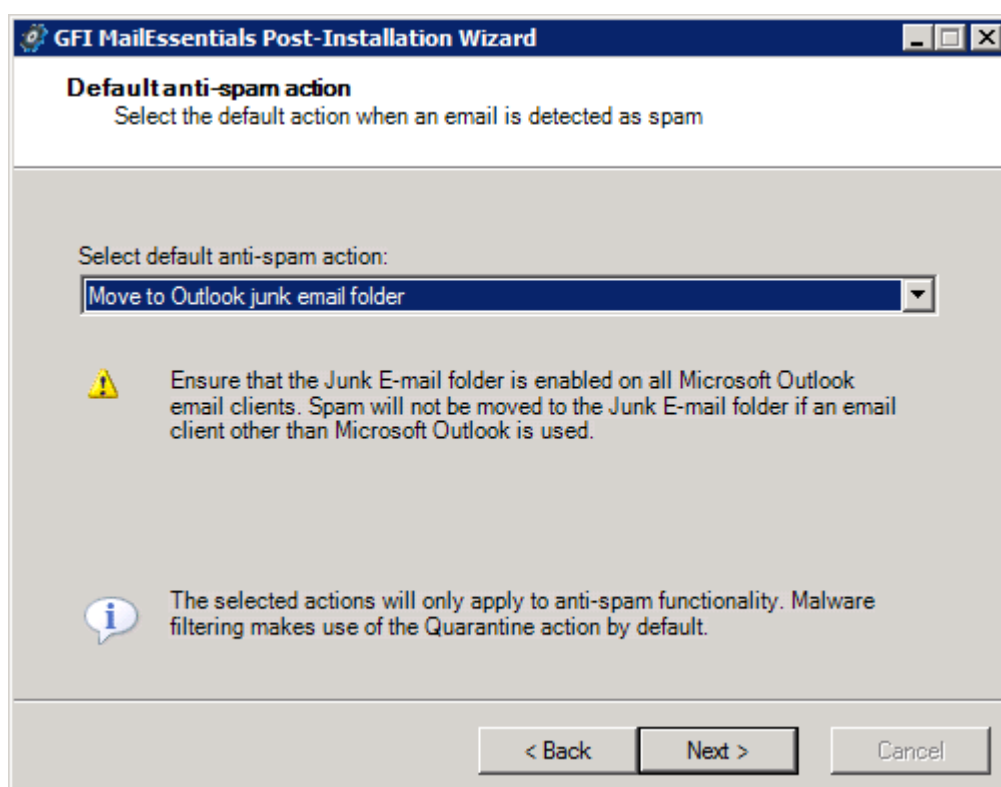 GFI MailEssentials Post-Installation Wizard
Default anti-spam action
Select the default action when an email is detected as spam
Select default anti-spam action:
Move to Outlook junk email folder
Ensure that the Junk E-mail folder is enabled on all Microsoft Outlook
email clients. Spam will not be moved to the Junk E-mail folder if an email
client other than Microsoft Outlook is used.
The selected actions will only apply to anti-spam functionality. Malware
filtering makes use of the Quarantine action by default.
< Back Next > Cancel